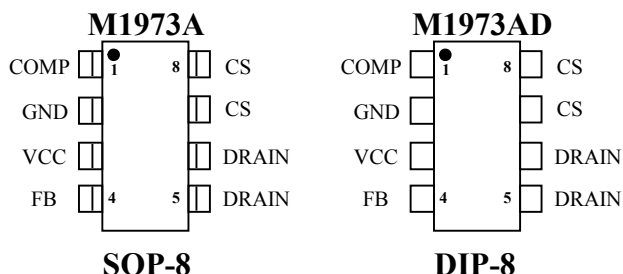 M1973A M1973AD
COMP 1 8 CS COMP 1 8 CS
GND CS GND CS
VCC DRAIN VCC DRAIN
FB 4 5 DRAIN FB 4 5 DRAIN
SOP-8 DIP-8